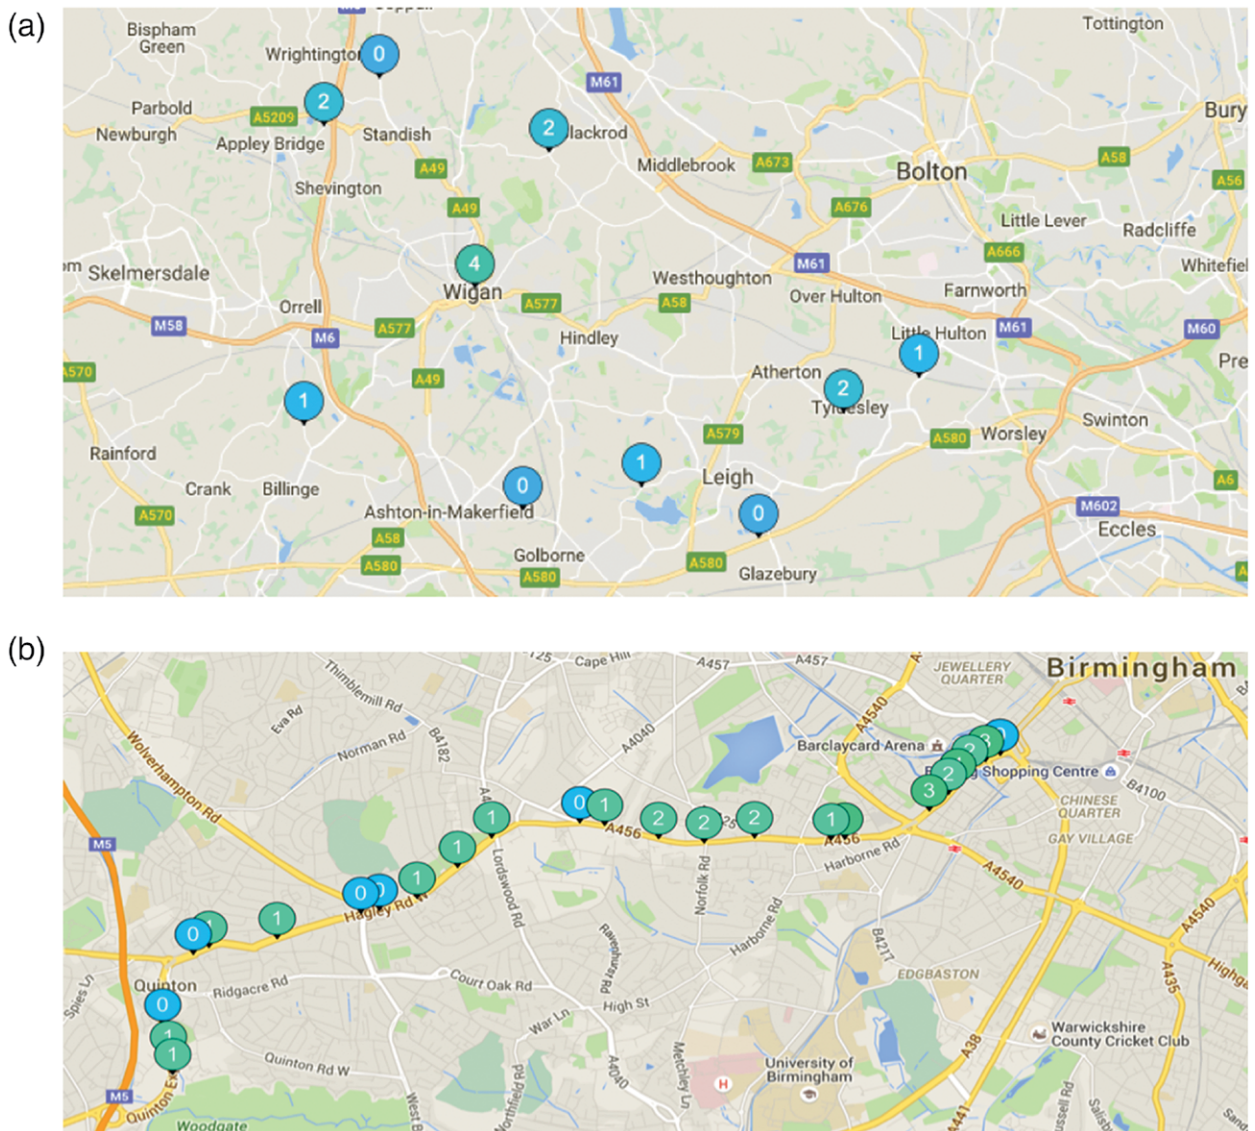 (a)
Bispham
Green
Tottington
Wrightington
0
M61
2
Parbold
A5209
2
Bury
Newburgh
Standish
lackrod
Appley Bridge
A49
Middlebrook
A673
A58
Bolton
A56
Shevington
A49
A676
Little Lever
Radcliffe
4
A666
M61
Skelmersdale
Westhoughton
Wigan
A577
A58
Over Hulton
Farnworth
Orrell
M58
A577
M6
Hindley
Little Hulton
M61
M60
1
A570
A49
Atherton
2
Tyldesley
1
Swinton
A579
A580
Worsley
Rainford
1
Leigh
A6
0
Crank
Billinge
Ashton-in-Makerfield
0
M602
A570
A58
Eccles
Golborne
A580
A580
A580
Glazebury
(b)
Cape Hill
A457
A457
JEWELLERY
QUARTER
Birmingham
Thimblemill Rd
Eva Rd
A4540
Norman Rd
B4182
A4040
Barclaycard Arena
3
2
g Shopping Centre
2
B4100
Wolverhampton Rd
3
0
1
CHINESE
QUARTER
1
2
2
2
1
A456
A456
GAY VILLAGE
M5
1
Harborne Rd
A4540
1
0
Hagley Rd W
Lordswood Rd
Norfolk Rd
1
0
Harborne Rd
A4540
B4217
Ravenhurst Rd
Quinton
Ridgacre Rd
Court Oak Rd
EDGBASTON
A435
Spies Ln
0
High St
1
War Ln
1
Quinton Rd W
A4040
Metchley Ln
University of
Birmingham
A38
Warwickshire
County Cricket Club
H
M5
Northfield Rd
A441
Woodgate